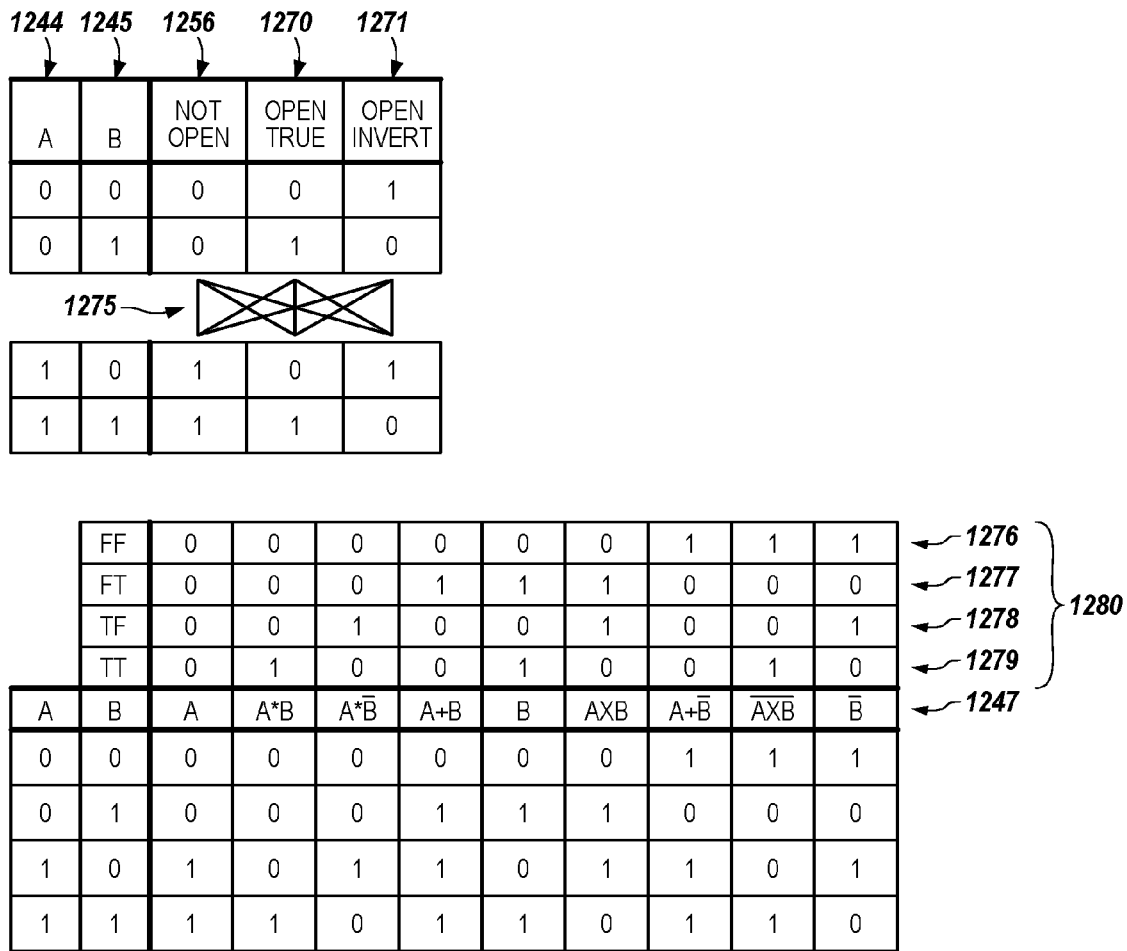 1244 1245 1256 1270 1271
A B NOT OPEN OPEN TRUE OPEN INVERT
0 0 0 0 1
0 1 0 1 0
1275
1 0 1 0 1
1 1 1 1 0
FF 0 0 0 0 0 0 1 1 1 1276
FT 0 0 0 1 1 1 0 0 0 1277
1280
TF 0 0 1 0 0 1 0 0 1 1278
TT 0 1 0 0 1 0 0 1 0 1279
A B A A*B A*B̅ A+B B AXB A+B̅ A̅X̅B̅ B̅ 1247
0 0 0 0 0 0 0 0 1 1 1
0 1 0 0 0 1 1 1 0 0 0
1 0 1 0 1 1 0 1 1 0 1
1 1 1 1 0 1 1 0 1 1 0